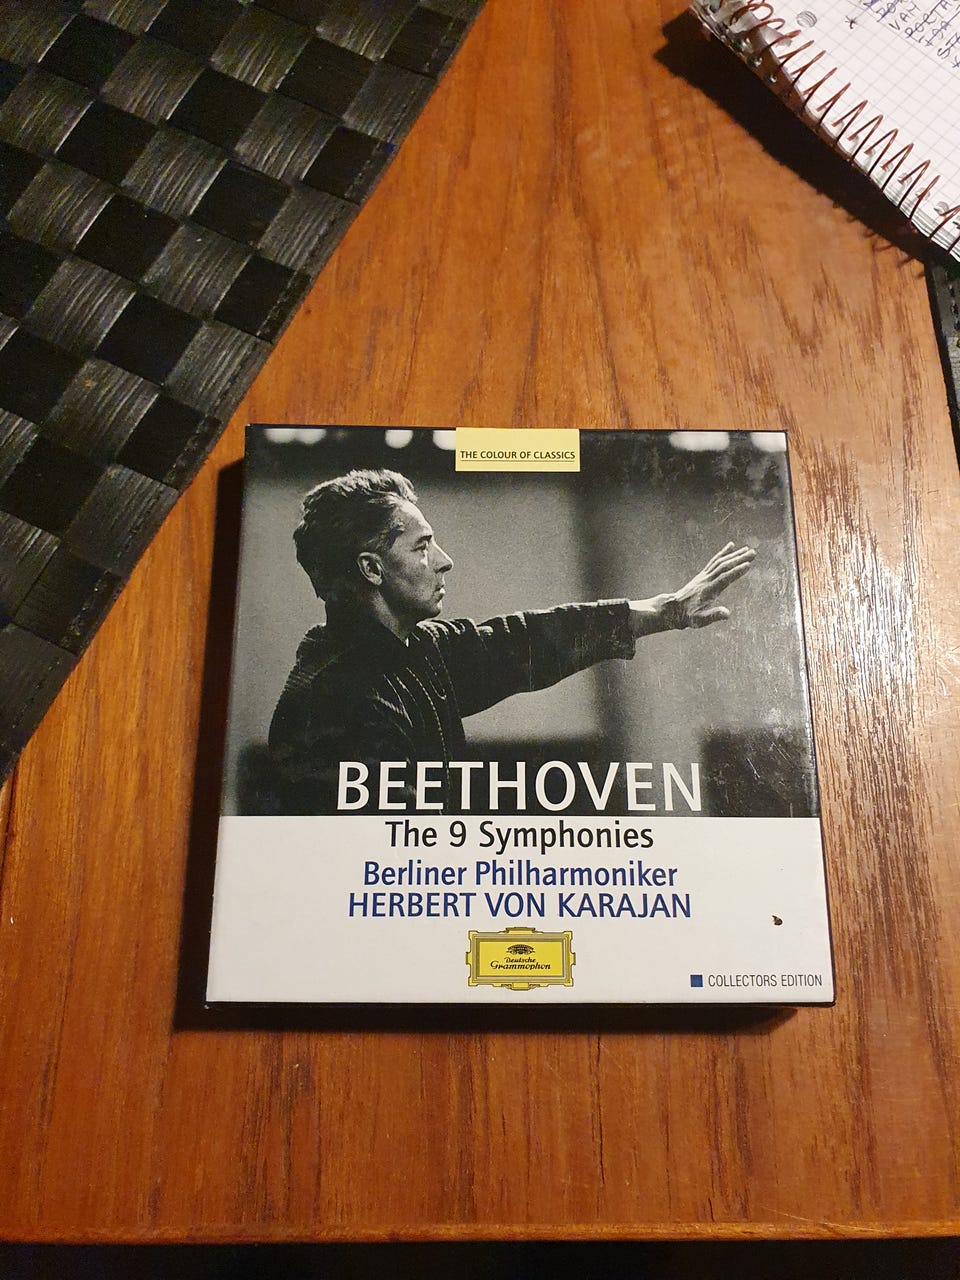 THE COLOUR OF CLASSICS
BEETHOVEN
The 9 Symphonies
Berliner Philharmoniker
HERBERT VON KARAJAN
Deutsche
Grammophon
COLLECTORS EDITION